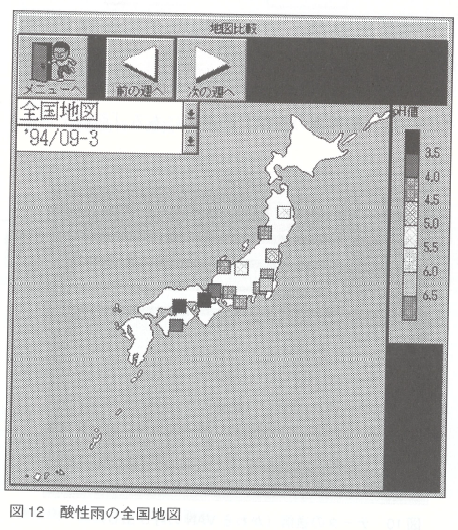 地図比較
メニューへ
前の週へ
次の週へ
全国地図
'94/09-3
pH値
3.5
4.0
4.5
5.0
5.5
6.0
6.5
図12 酸性雨の全国地図